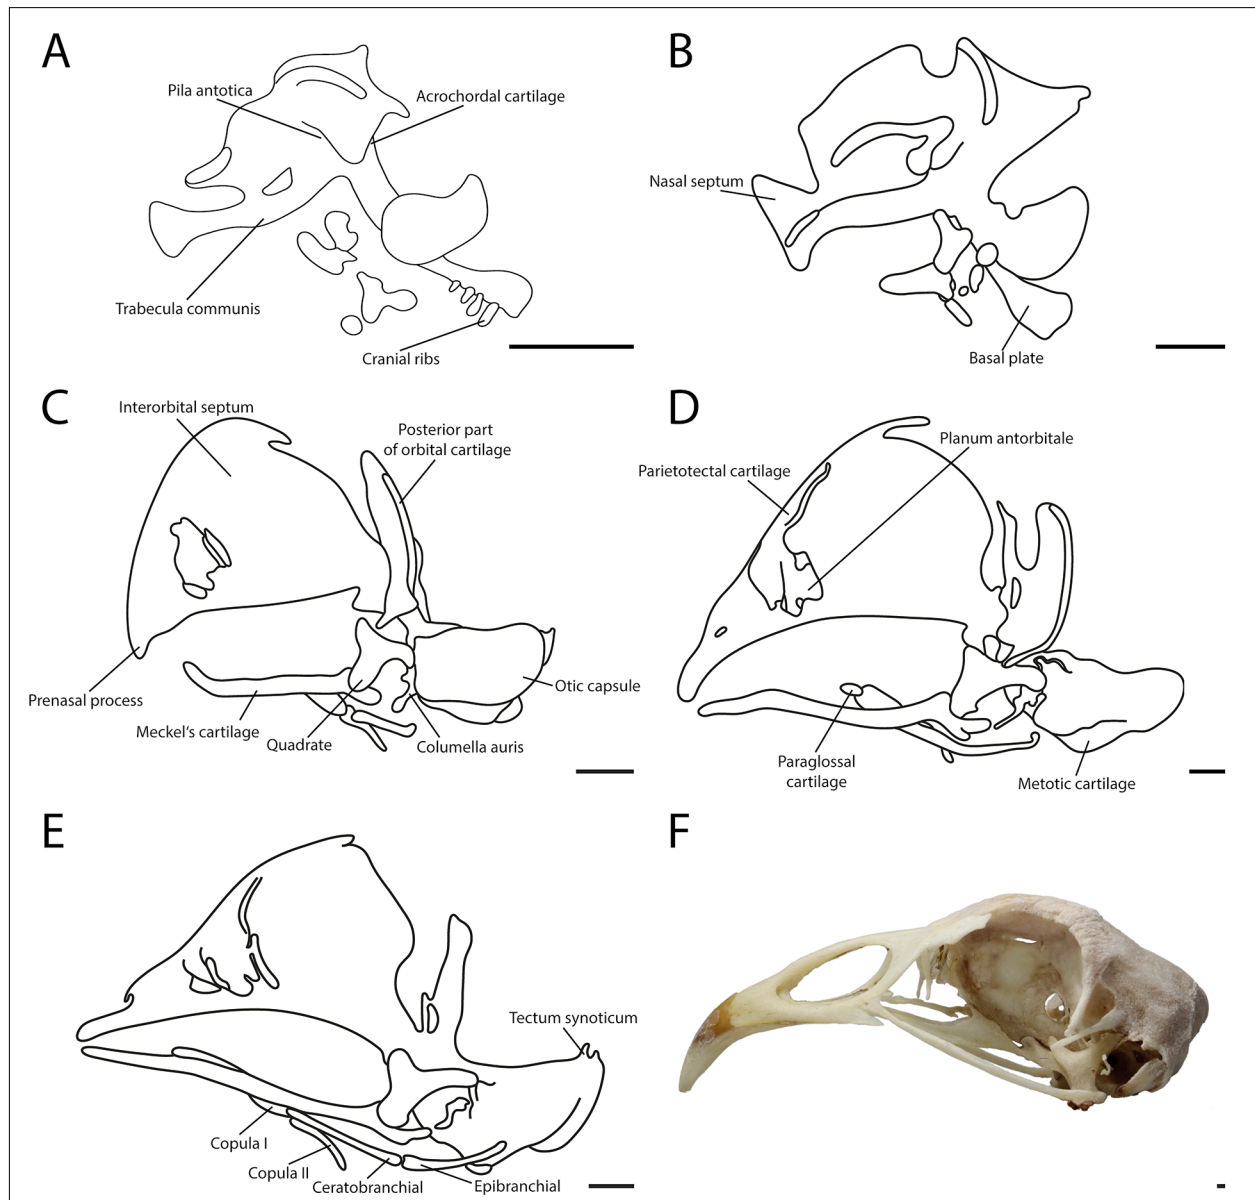 A
Pila antotica
Acrochordal cartilage
Trabecula communis
Cranial ribs
B
Nasal septum
Basal plate
C
Interorbital septum
Posterior part
of orbital cartilage
Prenasal process
Meckel‘s cartilage
Quadrate
Columella auris
Otic capsule
D
Planum antorbitale
Parietotectal cartilage
Paraglossal
cartilage
Metotic cartilage
E
Tectum synoticum
Copula I
Copula II
Ceratobranchial
Epibranchial
F